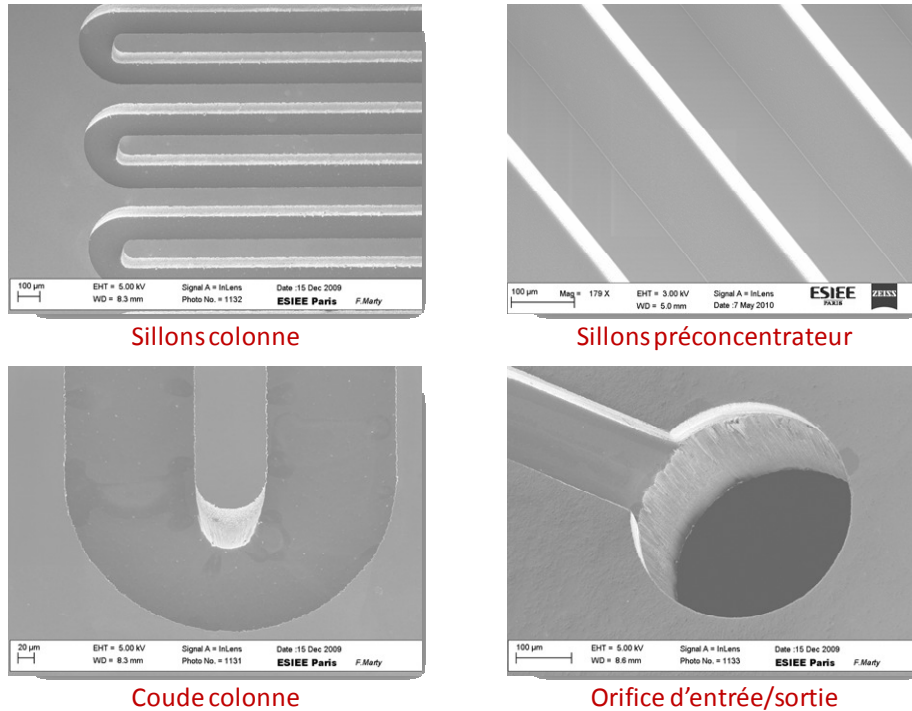 100 µm
EHT = 5.00 kV
Signal A = InLens
Date :15 Dec 2009
WD = 8.3 mm
Photo No. = 1132
ESIEE Paris
F.Marty
Sillons colonne
100 µm
Mag = 179 X
EHT = 3.00 kV
Signal A = InLens
ESIEE
PARIS
ZEISS
WD = 5.0 mm
Date :7 May 2010
Sillons préconcentrateur
20 µm
EHT = 5.00 kV
Signal A = InLens
Date :15 Dec 2009
WD = 8.3 mm
Photo No. = 1131
ESIEE Paris
F.Marty
Coude colonne
100 µm
EHT = 5.00 kV
Signal A = InLens
Date :15 Dec 2009
WD = 8.6 mm
Photo No. = 1133
ESIEE Paris
F.Marty
Orifice d'entrée/sortie